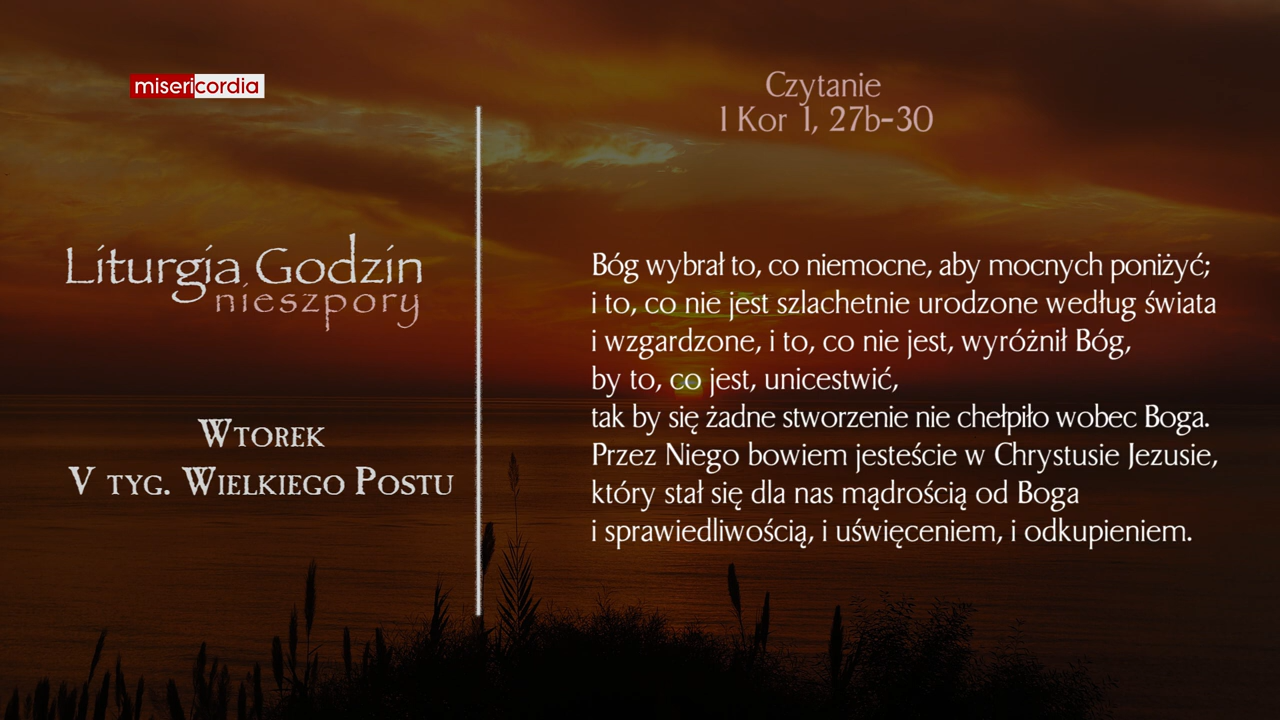 misericordia
Liturgia Godzin
nieszpory
Wtorek
V tyg. Wielkiego Postu
Czytanie
1 Kor 1, 27b-30
Bóg wybrał to, co niemocne, aby mocnych poniżyć;
i to, co nie jest szlachetnie urodzone według świata
i wzgardzone, i to, co nie jest, wyróżnił Bóg,
by to, co jest, unicestwić,
tak by się żadne stworzenie nie chełpiło wobec Boga.
Przez Niego bowiem jesteście w Chrystusie Jezusie,
który stał się dla nas mądrością od Boga
i sprawiedliwością, i uświęceniem, i odkupieniem.